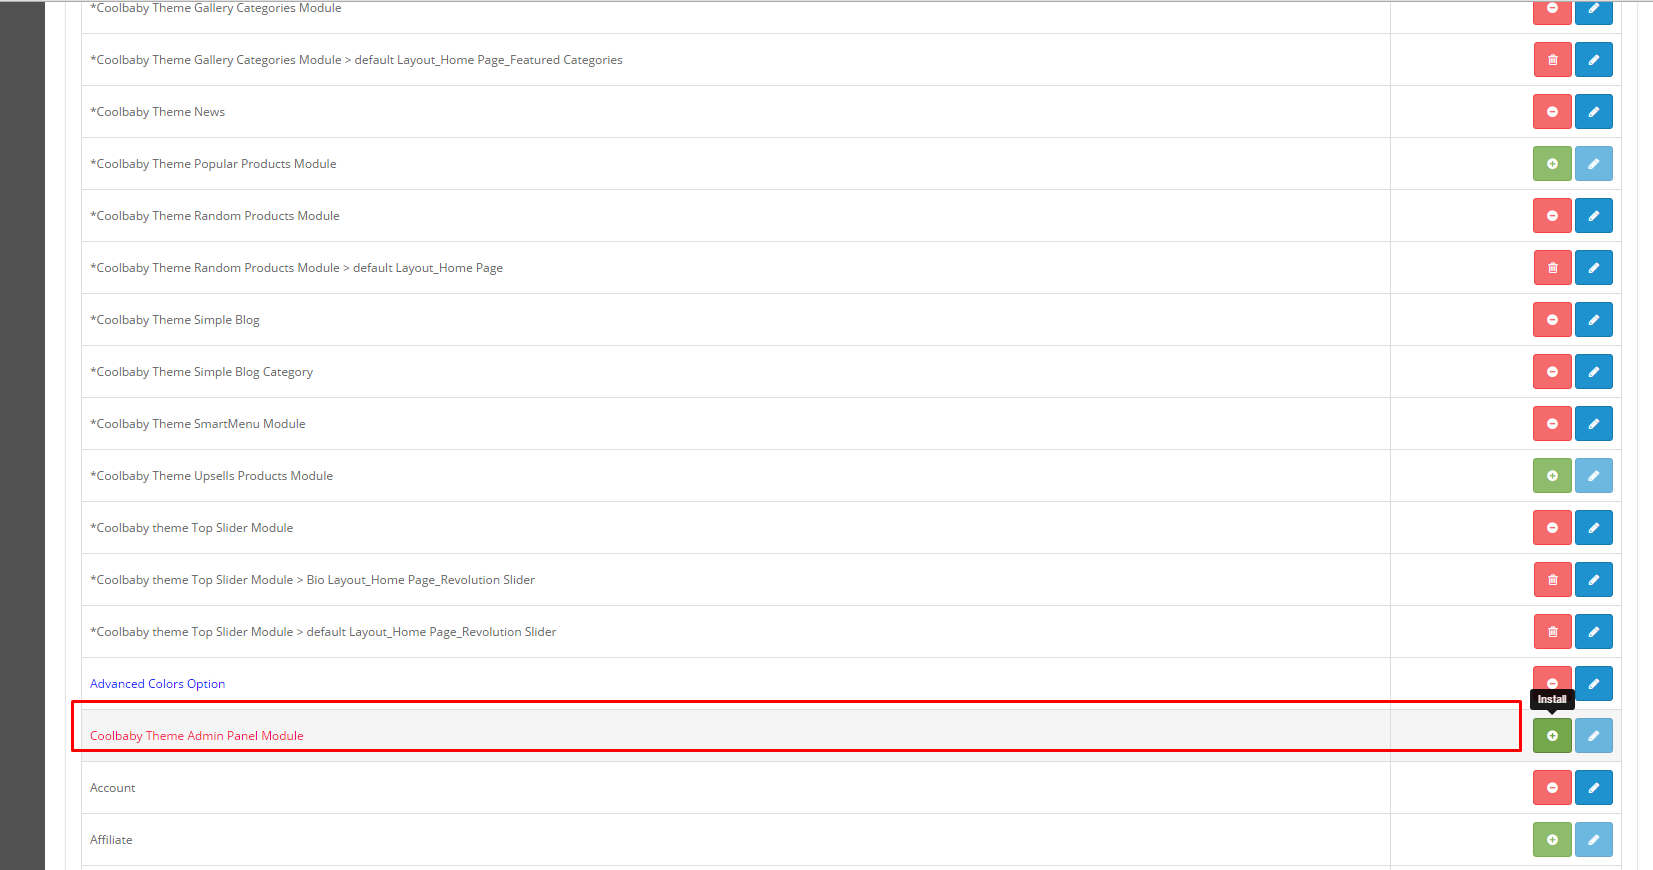 *Coolbaby Theme Gallery Categories Module
*Coolbaby Theme Gallery Categories Module > default Layout_Home Page_Featured Categories
*Coolbaby Theme News
*Coolbaby Theme Popular Products Module
*Coolbaby Theme Random Products Module
*Coolbaby Theme Random Products Module > default Layout_Home Page
*Coolbaby Theme Simple Blog
*Coolbaby Theme Simple Blog Category
*Coolbaby Theme SmartMenu Module
*Coolbaby Theme Upsells Products Module
*Coolbaby theme Top Slider Module
*Coolbaby theme Top Slider Module > Bio Layout_Home Page_Revolution Slider
*Coolbaby theme Top Slider Module > default Layout_Home Page_Revolution Slider
Advanced Colors Option
Install
Coolbaby Theme Admin Panel Module
Account
Affiliate